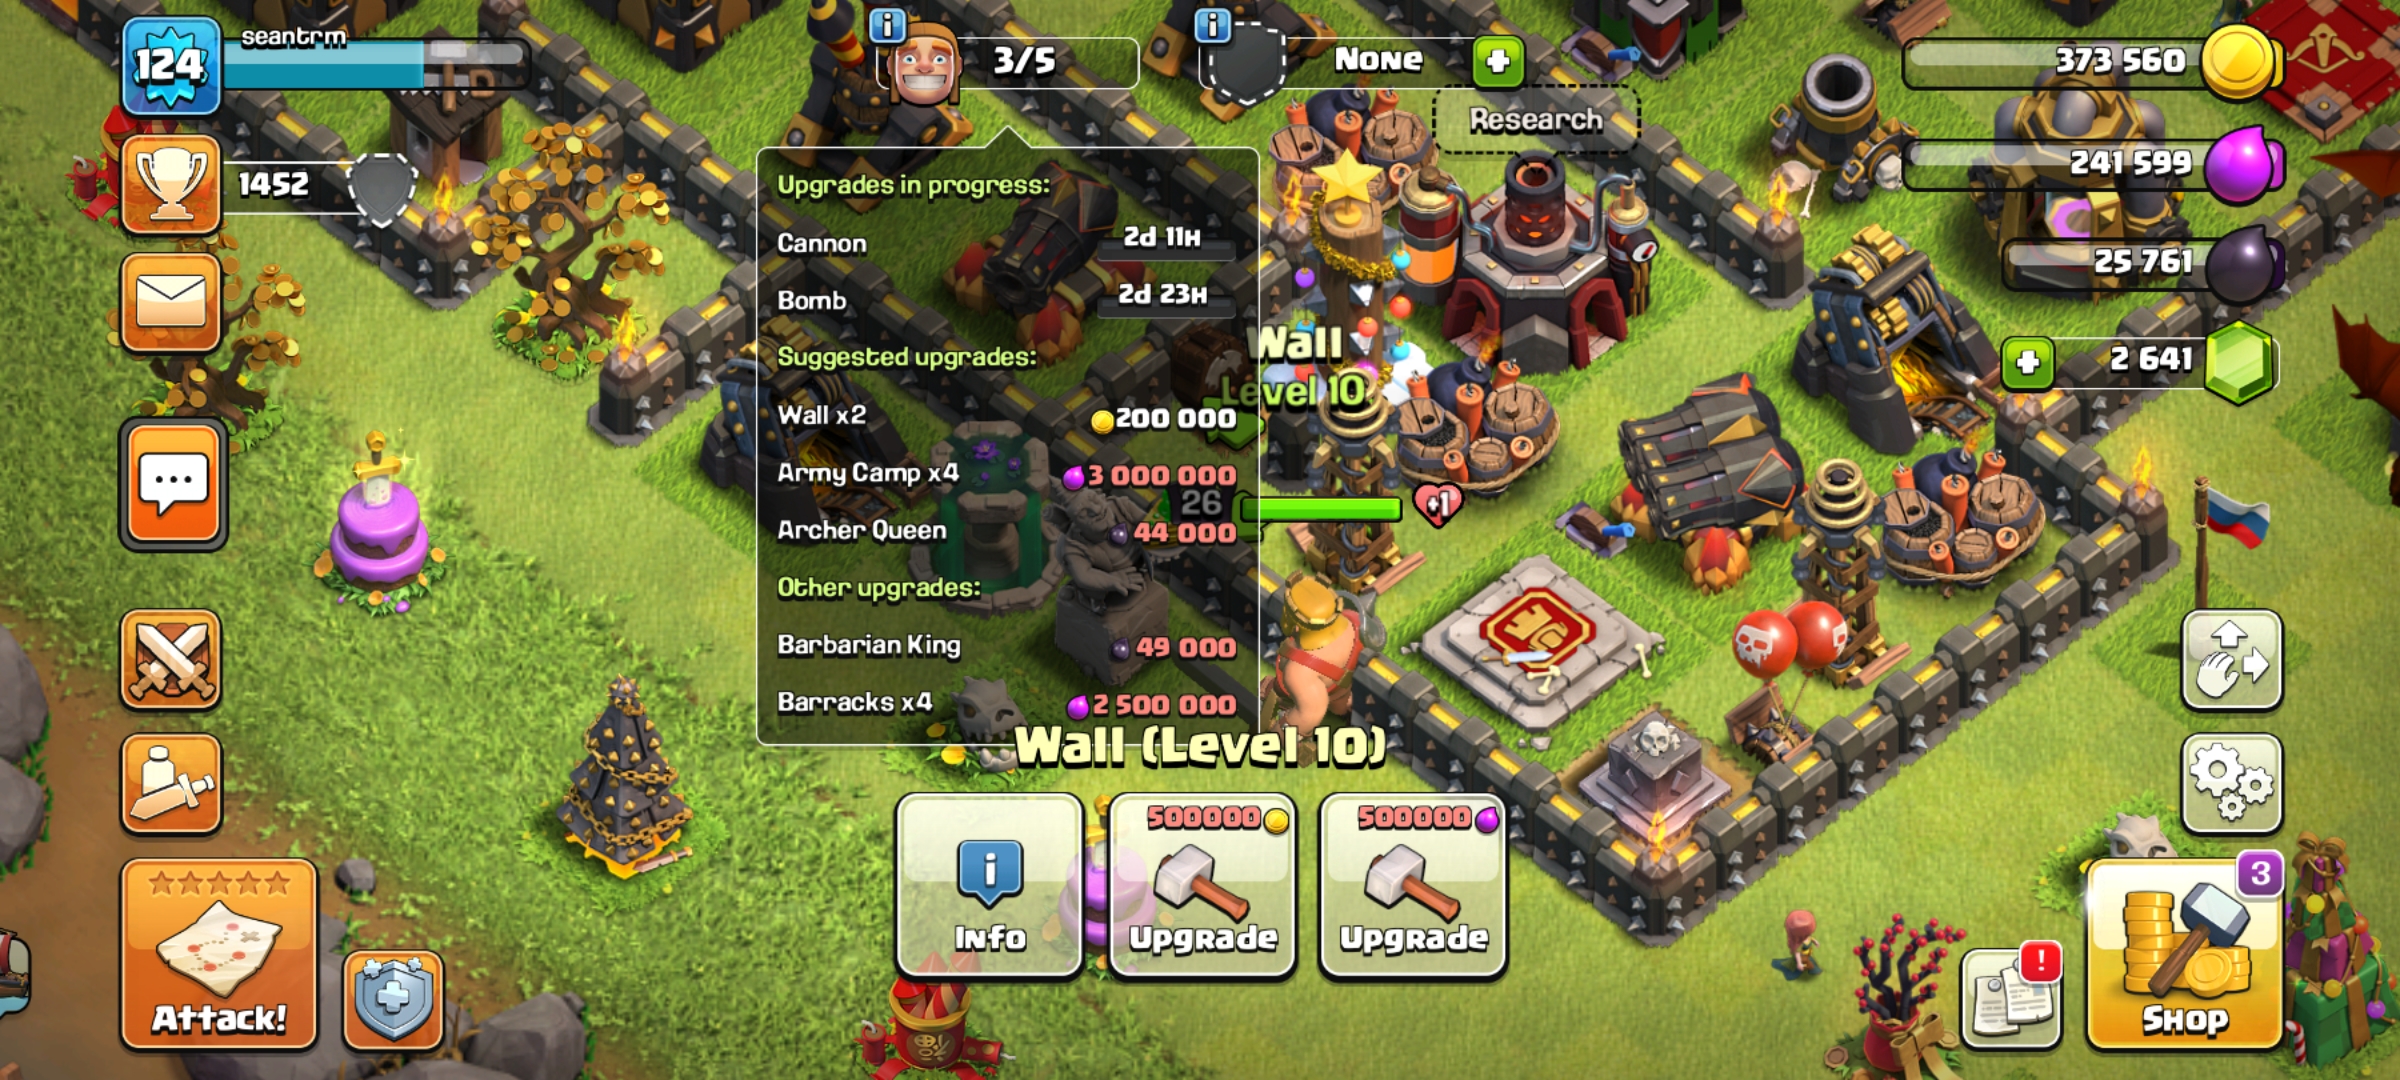 124
seantrm
3/5
None
373 560
Research
241 599
1452
25 761
2 641
Upgrades in progress:
Cannon 2d 11H
Bomb 2d 23H
Suggested upgrades:
Wall x2 200 000
Army Camp x4 3 000 000
Archer Queen 44 000
Other upgrades:
Barbarian King 49 000
Barracks x4 2 500 000
Wall
Level 10
26
+1
Wall (Level 10)
Info
500000
Upgrade
500000
Upgrade
Attack!
3
!
Shop